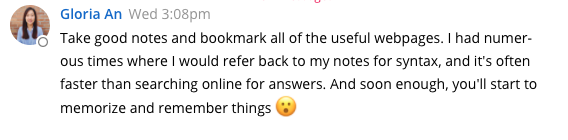 Gloria An Wed 3:08pm
Take good notes and bookmark all of the useful webpages. I had numer-
ous times where I would refer back to my notes for syntax, and it's often
faster than searching online for answers. And soon enough, you'll start to
memorize and remember things 😮